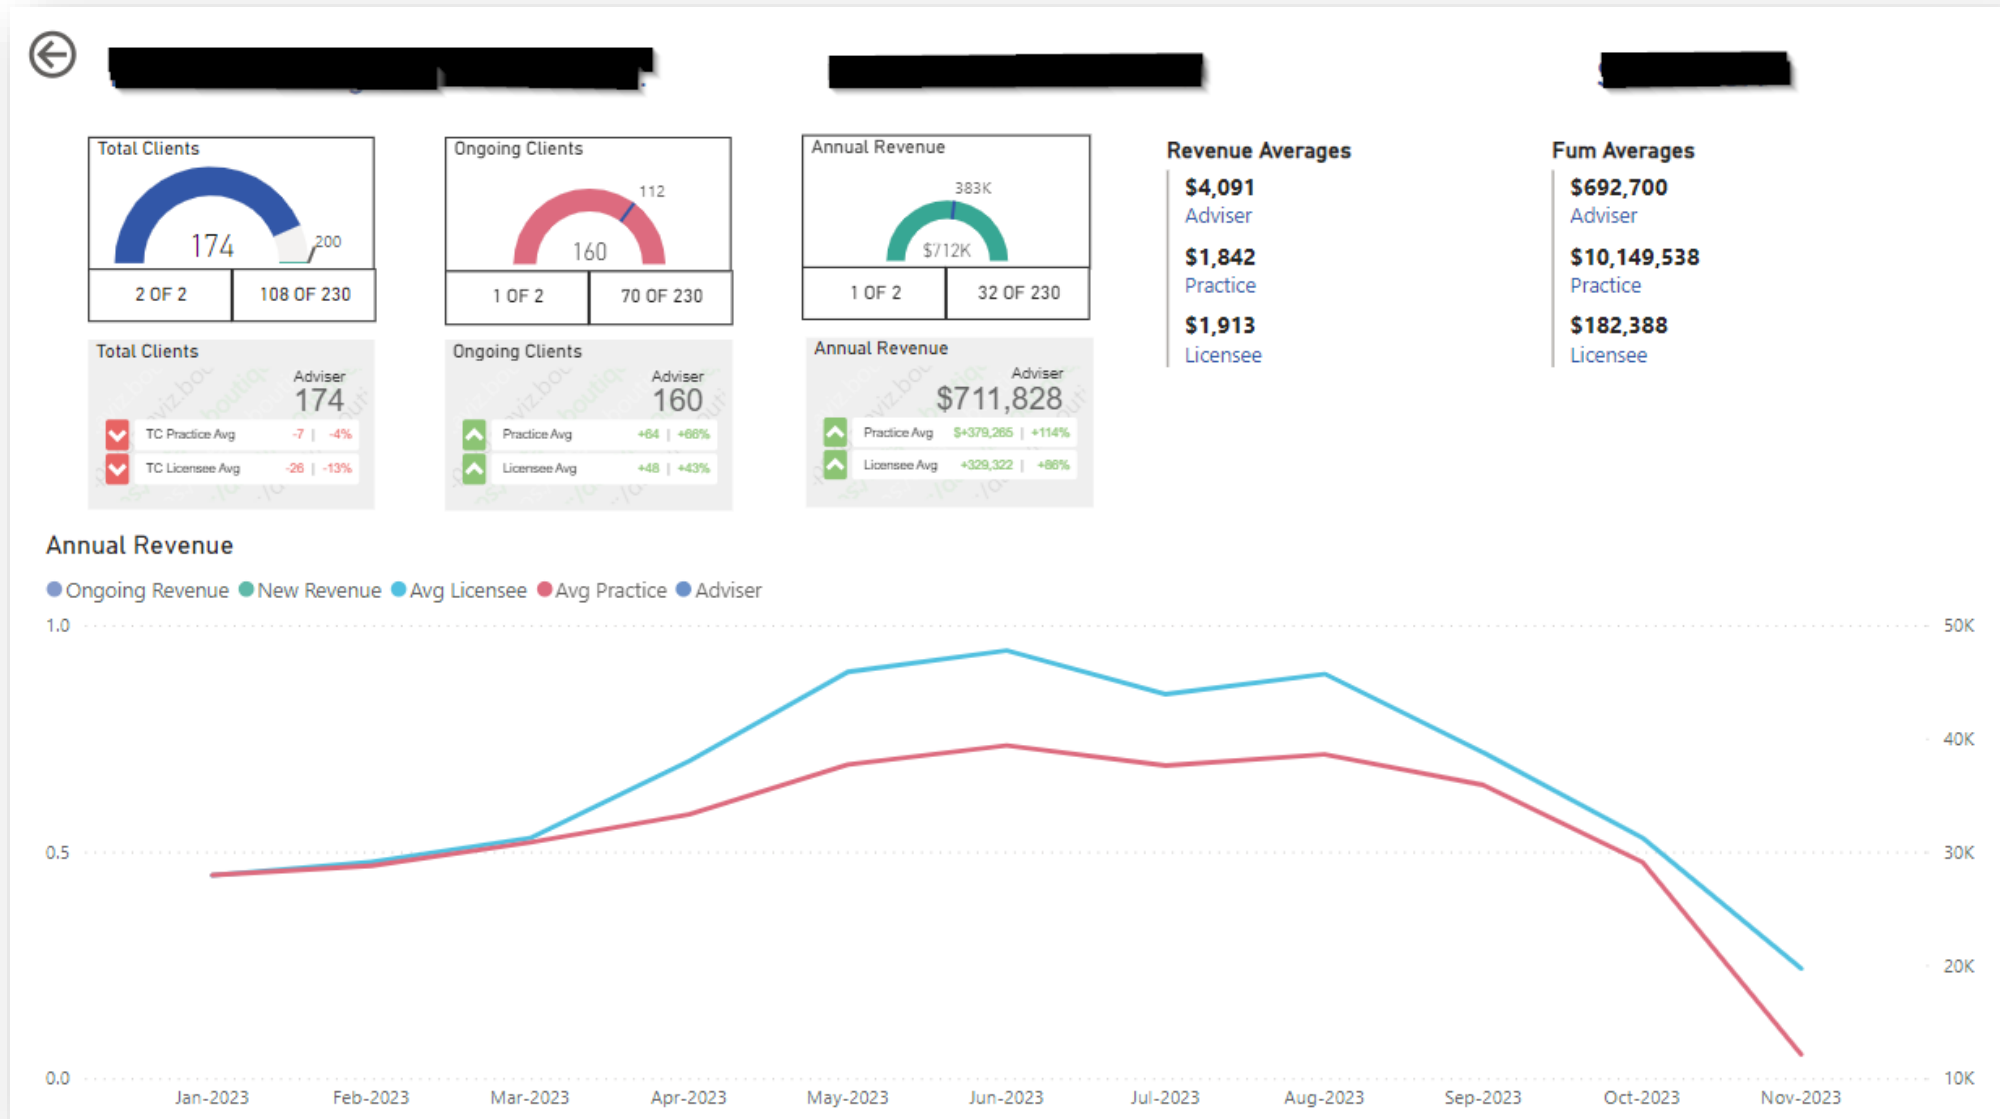 Total Clients
174
200
2 OF 2
108 OF 230
Ongoing Clients
112
160
1 OF 2
70 OF 230
Annual Revenue
383K
$712K
1 OF 2
32 OF 230
Revenue Averages
$4,091
Adviser
$1,842
Practice
$1,913
Licensee
Fum Averages
$692,700
Adviser
$10,149,538
Practice
$182,388
Licensee
Total Clients
Adviser
174
TC Practice Avg -7 | -4%
TC Licensee Avg -26 | -13%
Ongoing Clients
Adviser
160
Practice Avg +64 | +66%
Licensee Avg +48 | +43%
Annual Revenue
Adviser
$711,828
Practice Avg $+379,265 | +114%
Licensee Avg +329,322 | +86%
Annual Revenue
Ongoing Revenue New Revenue Avg Licensee Avg Practice Adviser
1.0
0.5
0.0
50K
40K
30K
20K
10K
Jan-2023 Feb-2023 Mar-2023 Apr-2023 May-2023 Jun-2023 Jul-2023 Aug-2023 Sep-2023 Oct-2023 Nov-2023